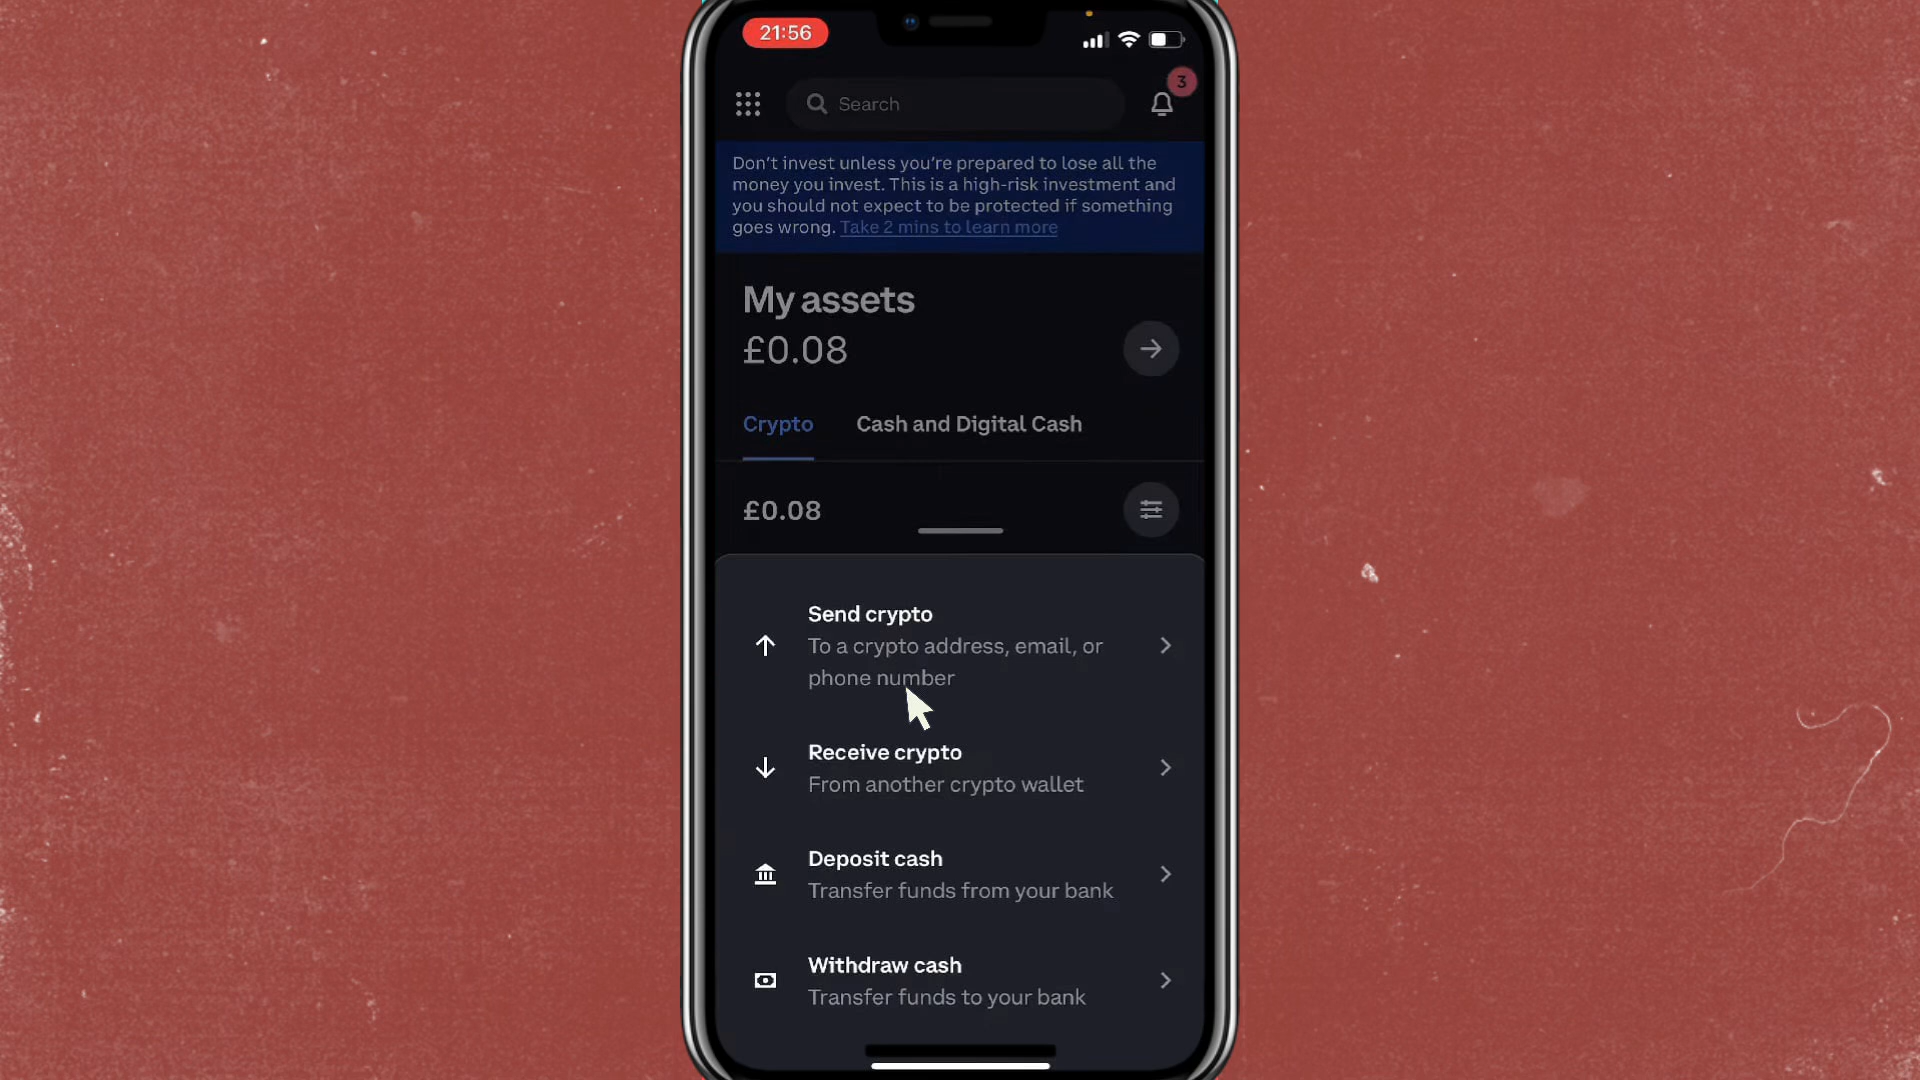 21:56
Search
3
Don't invest unless you're prepared to lose all the
money you invest. This is a high-risk investment and
you should not expect to be protected if something
goes wrong. Take 2 mins to learn more
My assets
£0.08
Crypto
Cash and Digital Cash
£0.08
Send crypto
To a crypto address, email, or
phone number
Receive crypto
From another crypto wallet
Deposit cash
Transfer funds from your bank
Withdraw cash
Transfer funds to your bank